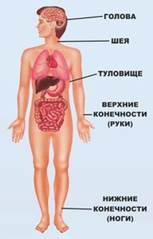 ГОЛОВА
ШЕЯ
ТУЛОВИЩЕ
ВЕРХНИЕ
КОНЕЧНОСТИ
(РУКИ)
НИЖНИЕ
КОНЕЧНОСТИ
(НОГИ)